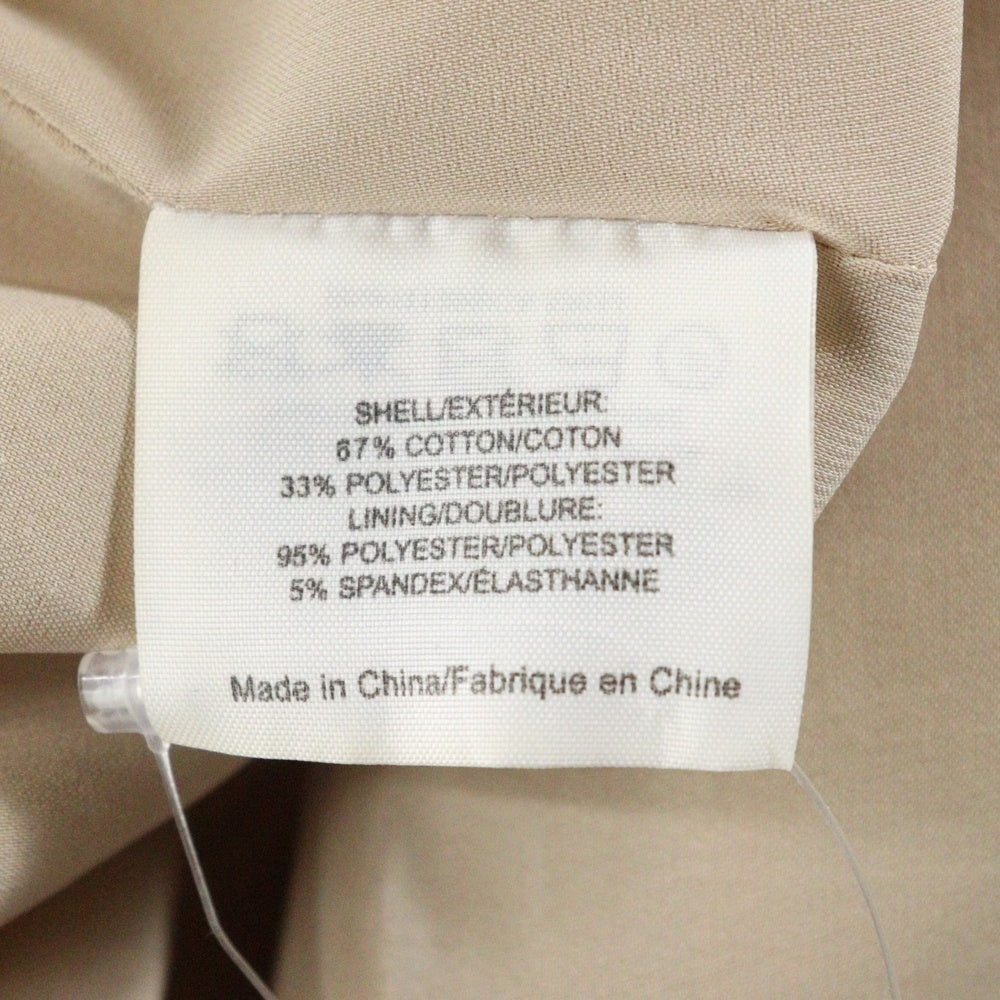 SHELL/EXTÉRIEUR:
67% COTTON/COTON
33% POLYESTER/POLYESTER
LINING/DOUBLURE:
95% POLYESTER/POLYESTER
5% SPANDEX/ÉLASTHANNE
Made in China/Fabrique en Chine